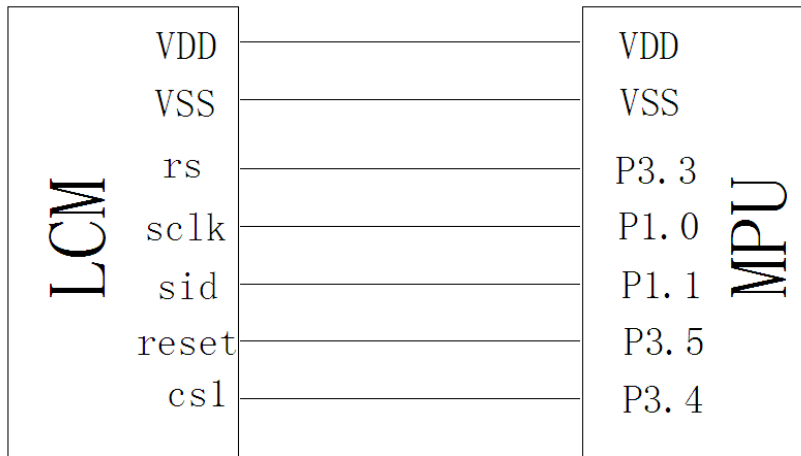 LCM
VDD
VSS
rs
sclk
sid
reset
csl
VDD
VSS
P3.3
P1.0
P1.1
P3.5
P3.4
MPU